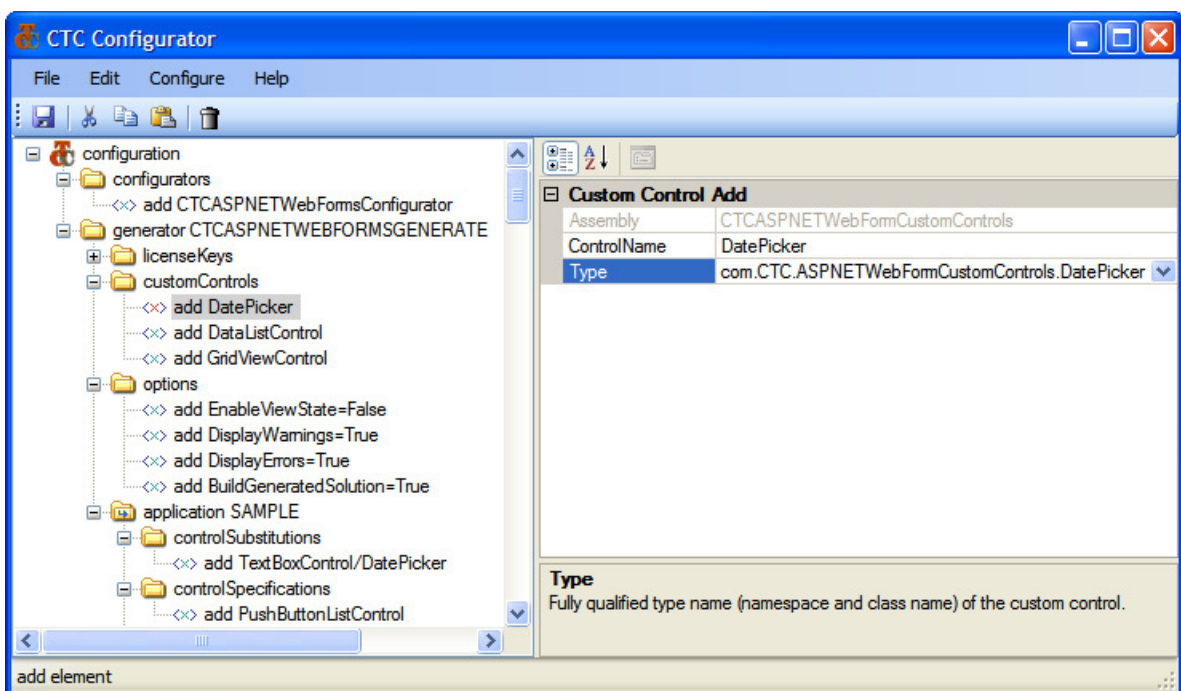 CTC Configurator
File Edit Configure Help
configuration
configurators
add CTCASPNETWebFormsConfigurator
generator CTCASPNETWEBFORMSGENERATE
licenseKeys
customControls
add DatePicker
add DataListControl
add GridViewControl
options
add EnableViewState=False
add DisplayWarnings=True
add DisplayErrors=True
add BuildGeneratedSolution=True
application SAMPLE
controlSubstitutions
add TextBoxControl/DatePicker
controlSpecifications
add PushButtonListControl
Custom Control Add
Assembly CTCASPNETWebFormCustomControls
ControlName DatePicker
Type com.CTC.ASPNETWebFormCustomControls.DatePicker
Type
Fully qualified type name (namespace and class name) of the custom control.
add element